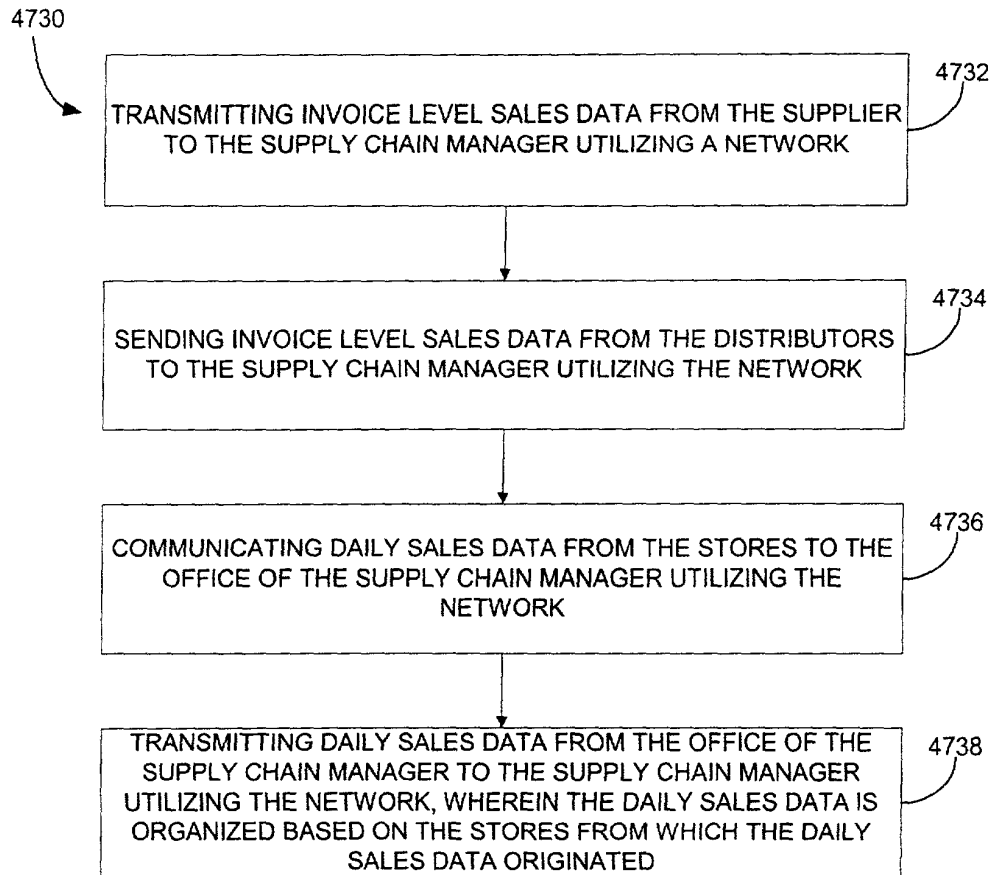 4730
4732
TRANSMITTING INVOICE LEVEL SALES DATA FROM THE SUPPLIER
TO THE SUPPLY CHAIN MANAGER UTILIZING A NETWORK
4734
SENDING INVOICE LEVEL SALES DATA FROM THE DISTRIBUTORS
TO THE SUPPLY CHAIN MANAGER UTILIZING THE NETWORK
4736
COMMUNICATING DAILY SALES DATA FROM THE STORES TO THE
OFFICE OF THE SUPPLY CHAIN MANAGER UTILIZING THE
NETWORK
4738
TRANSMITTING DAILY SALES DATA FROM THE OFFICE OF THE
SUPPLY CHAIN MANAGER TO THE SUPPLY CHAIN MANAGER
UTILIZING THE NETWORK, WHEREIN THE DAILY SALES DATA IS
ORGANIZED BASED ON THE STORES FROM WHICH THE DAILY
SALES DATA ORIGINATED